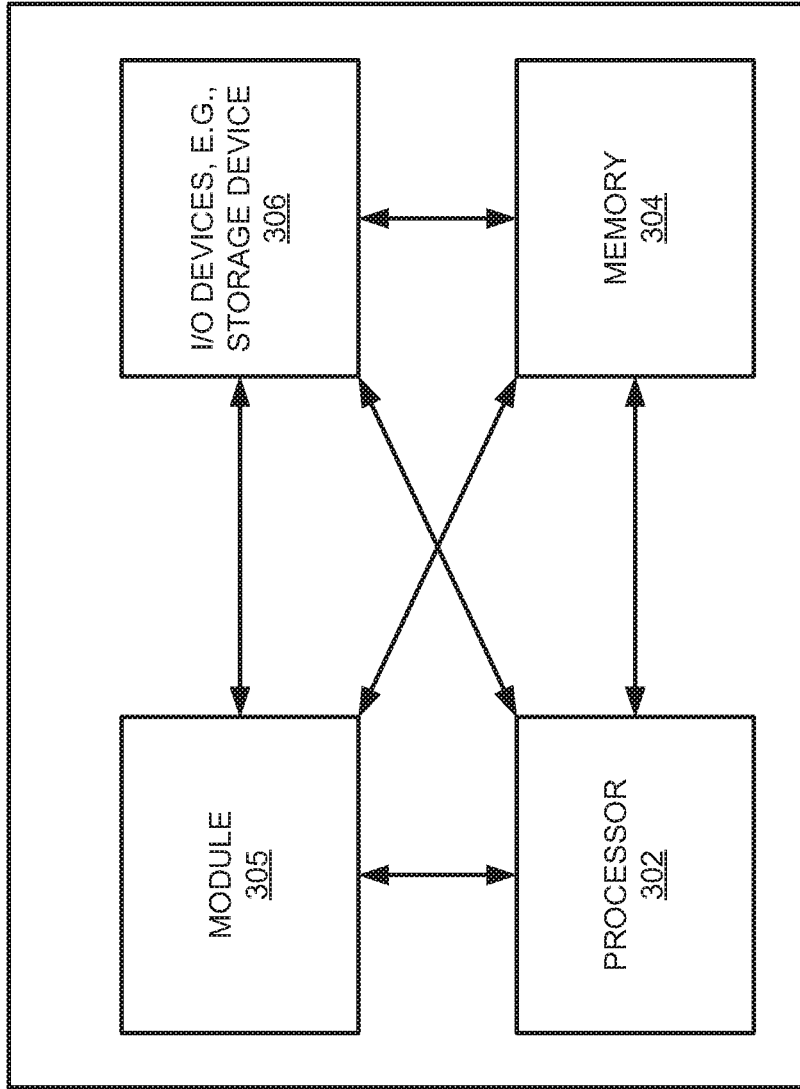 MODULE
305
I/O DEVICES, E.G.,
STORAGE DEVICE
306
PROCESSOR
302
MEMORY
304